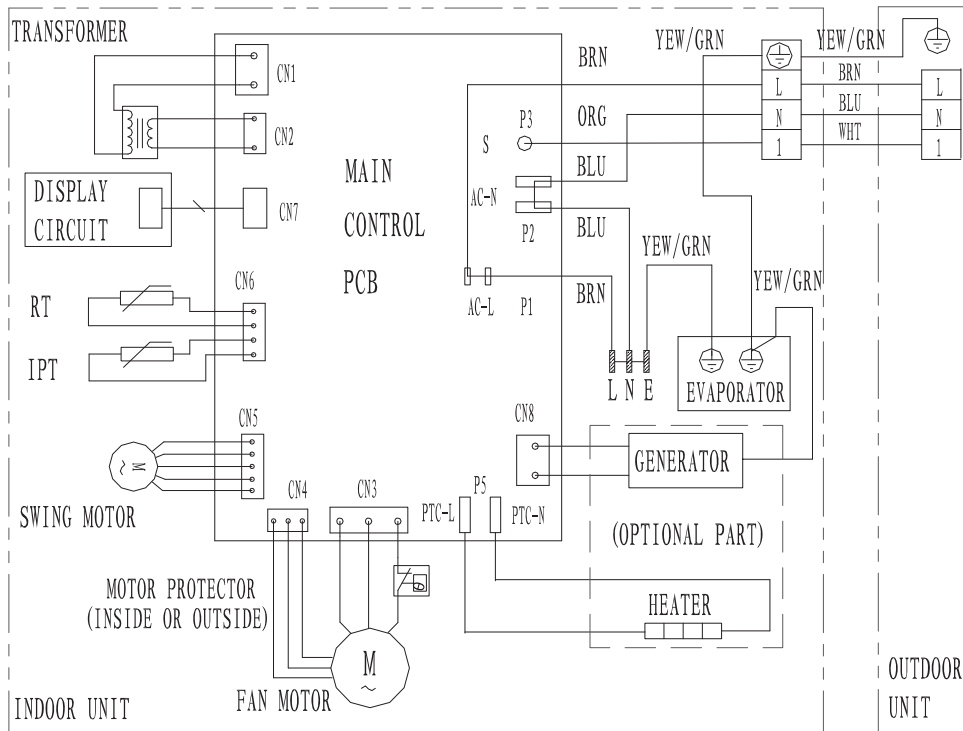 TRANSFORMER
CN1
CN2
DISPLAY
CIRCUIT
CN7
MAIN
CONTROL
PCB
S
P3
BRN
ORG
BLU
BLU
BRN
AC-N
P2
AC-L
P1
YEW/GRN
YEW/GRN
L
N
1
BRN
BLU
WHT
L
N
1
YEW/GRN
YEW/GRN
L N E
EVAPORATOR
RT
IPT
CN6
CN5
M
~
SWING MOTOR
CN4
CN3
P5
PTC-L
PTC-N
CN8
GENERATOR
(OPTIONAL PART)
HEATER
MOTOR PROTECTOR
(INSIDE OR OUTSIDE)
M
~
FAN MOTOR
INDOOR UNIT
OUTDOOR
UNIT